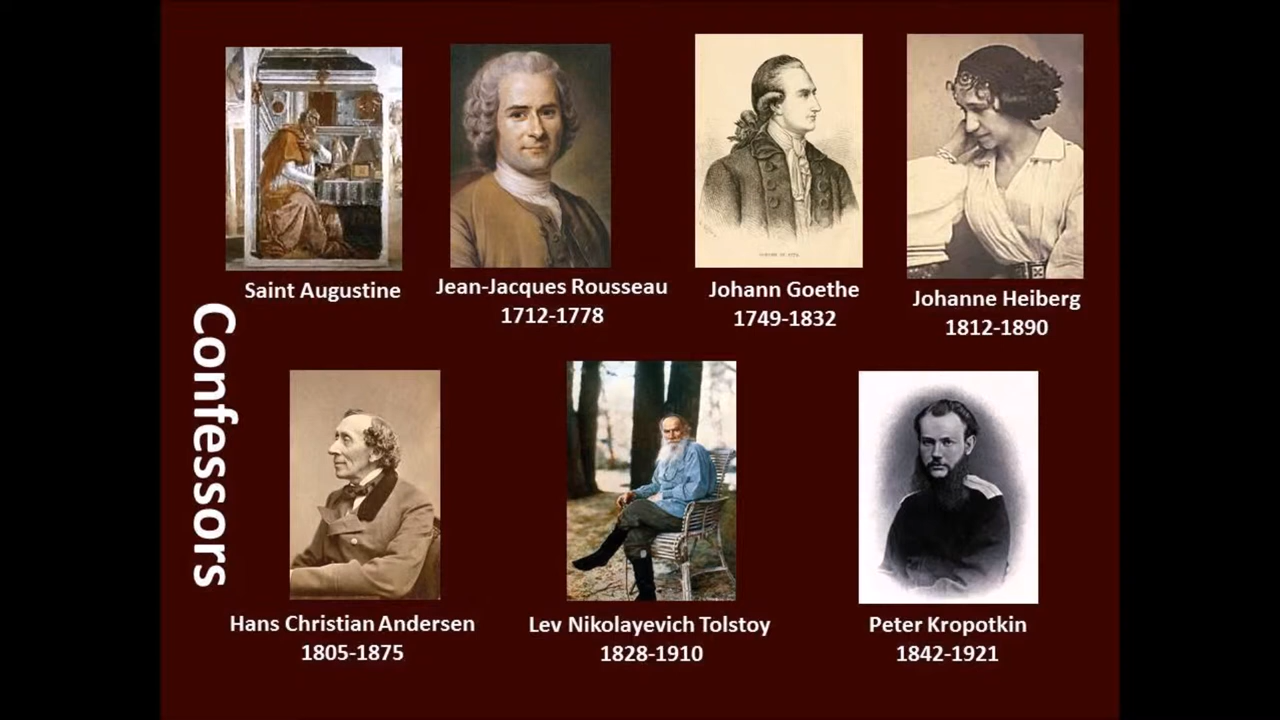 Saint Augustine
Jean-Jacques Rousseau
1712-1778
Johann Goethe
1749-1832
Johanne Heiberg
1812-1890
Confessors
Hans Christian Andersen
1805-1875
Lev Nikolayevich Tolstoy
1828-1910
Peter Kropotkin
1842-1921